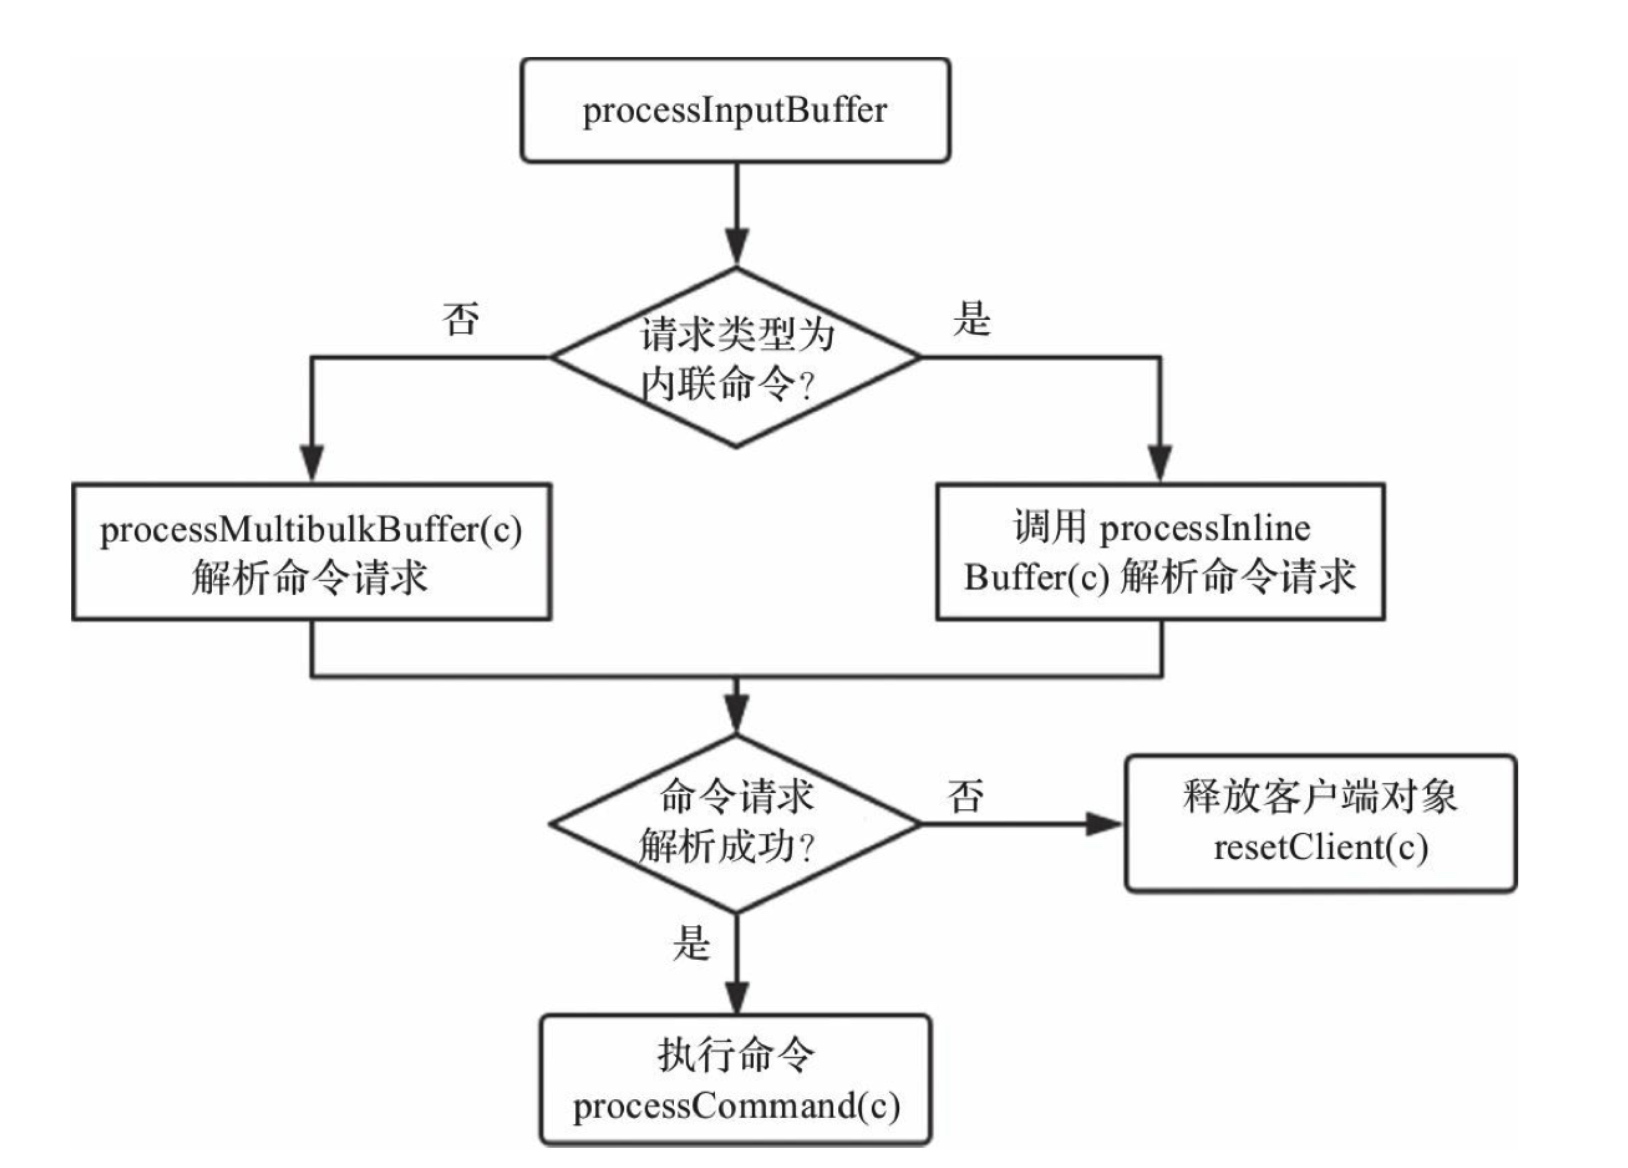 processInputBuffer
否
是
请求类型为
内联命令?
processMultibulkBuffer(c)
解析命令请求
调用 processInline
Buffer(c) 解析命令请求
命令请求
解析成功?
否
释放客户端对象
resetClient(c)
是
执行命令
processCommand(c)